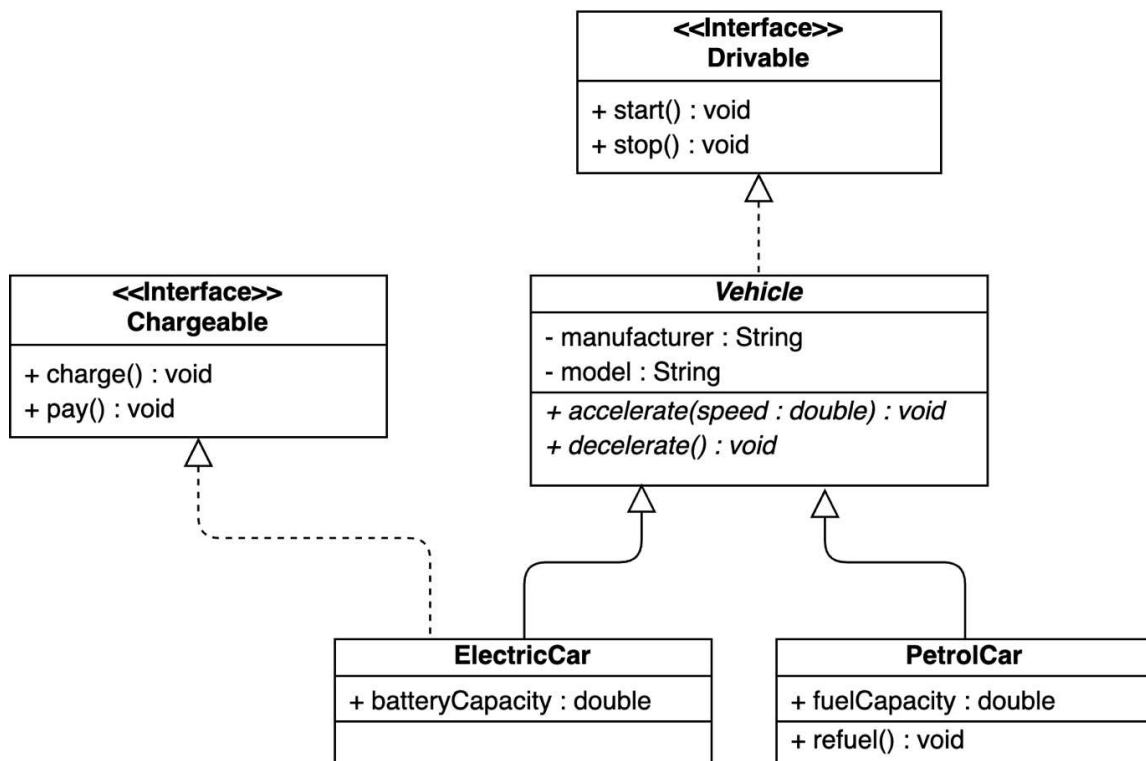 <<Interface>>
Drivable
+ start() : void
+ stop() : void
<<Interface>>
Chargeable
+ charge() : void
+ pay() : void
Vehicle
- manufacturer : String
- model : String
+ accelerate(speed : double) : void
+ decelerate() : void
ElectricCar
+ batteryCapacity : double
PetrolCar
+ fuelCapacity : double
+ refuel() : void